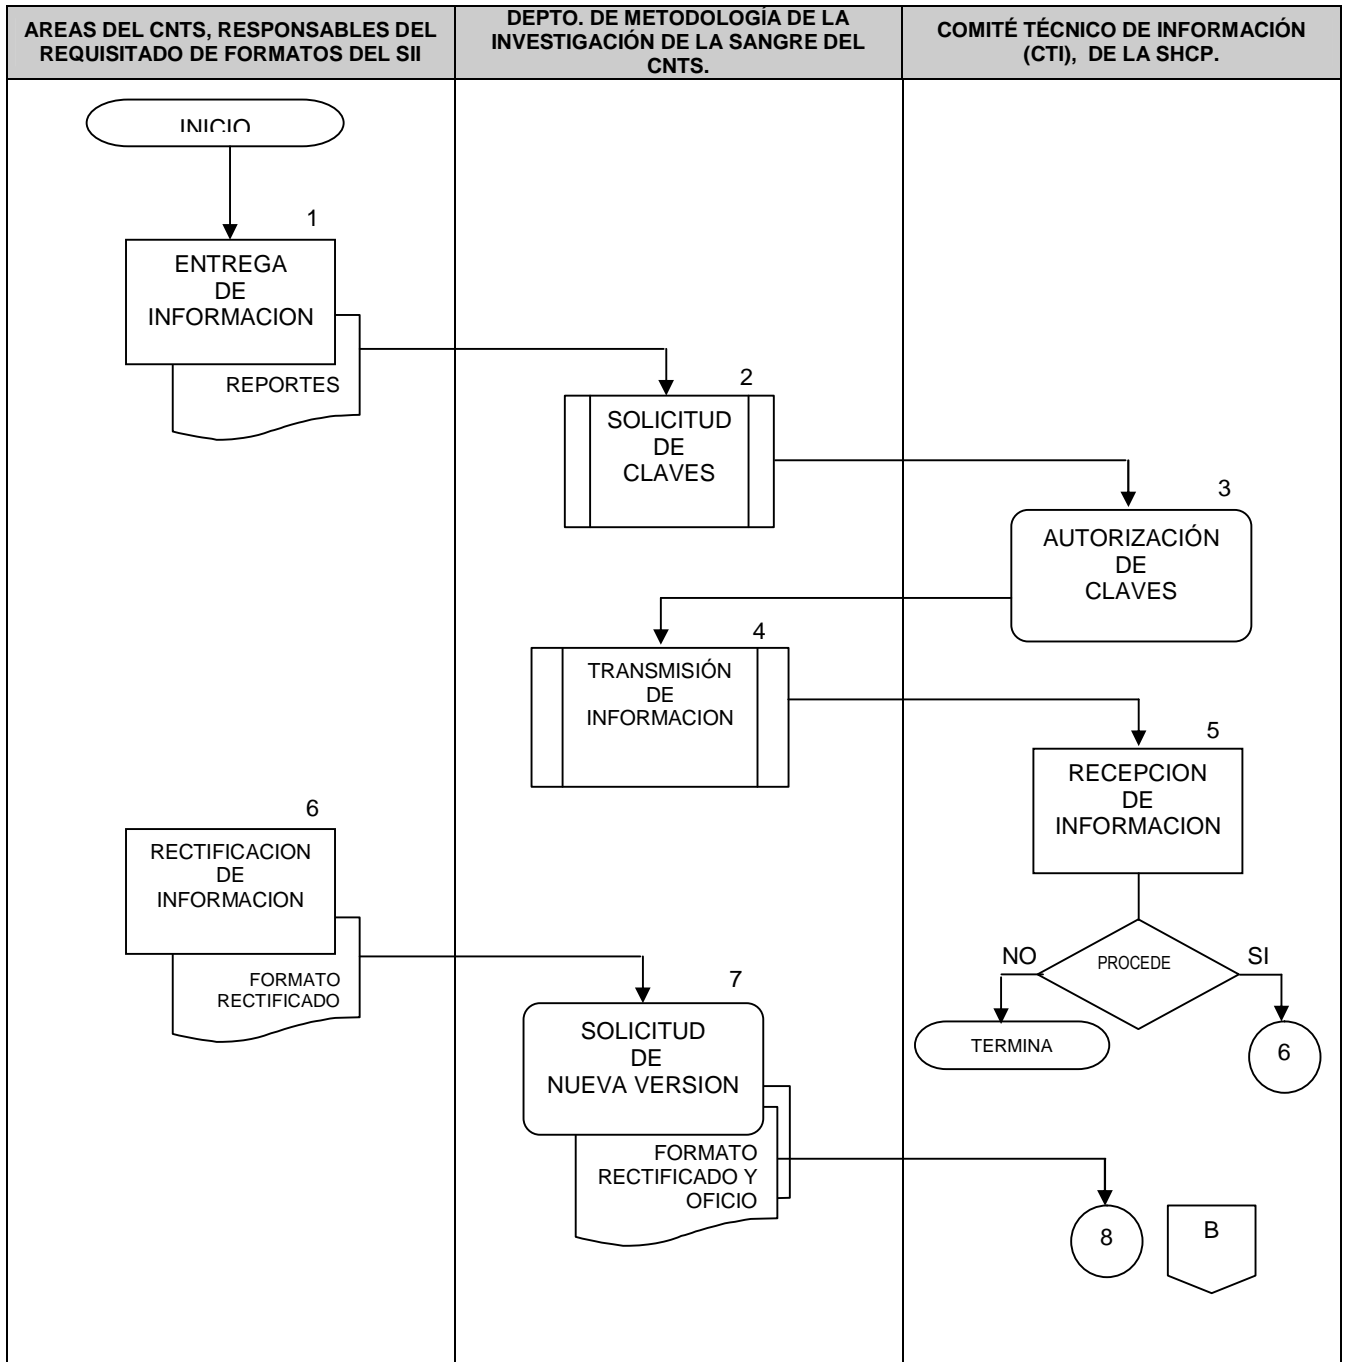 AREAS DEL CNTS, RESPONSABLES DEL
REQUISITADO DE FORMATOS DEL SII
DEPTO. DE METODOLOGÍA DE LA
INVESTIGACIÓN DE LA SANGRE DEL
CNTS.
COMITÉ TÉCNICO DE INFORMACIÓN
(CTI), DE LA SHCP.
INICIO
1
ENTREGA
DE
INFORMACION
REPORTES
2
SOLICITUD
DE
CLAVES
3
AUTORIZACIÓN
DE
CLAVES
4
TRANSMISIÓN
DE
INFORMACION
5
RECEPCION
DE
INFORMACION
NO
PROCEDE
SI
TERMINA
6
6
RECTIFICACION
DE
INFORMACION
FORMATO
RECTIFICADO
7
SOLICITUD
DE
NUEVA VERSION
FORMATO
RECTIFICADO Y
OFICIO
8
B